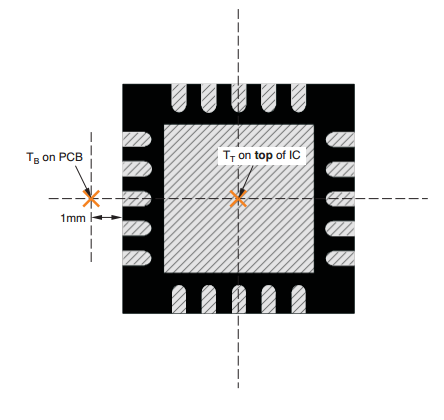 T_T on top of IC
T_B on PCB
1mm